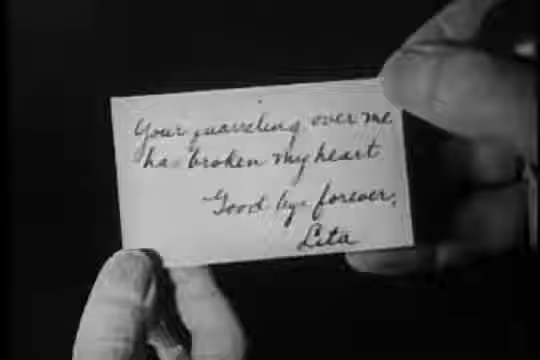 Your quarreling over me
has broken my heart
Good bye forever,
Lita